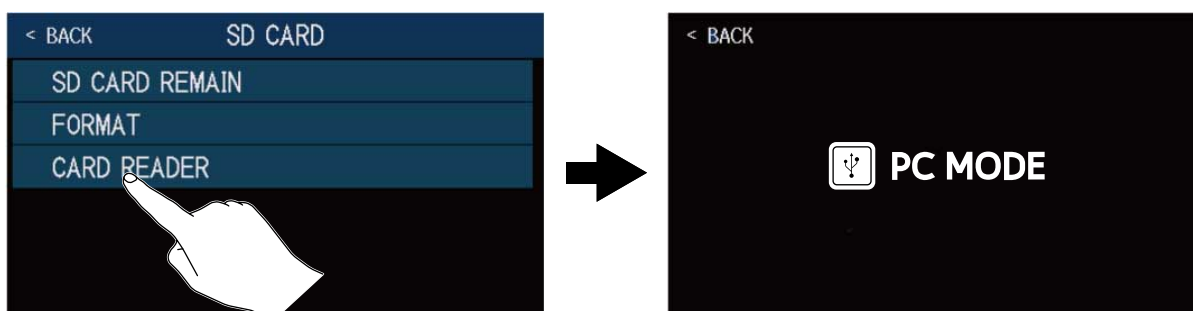 < BACK SD CARD
SD CARD REMAIN
FORMAT
CARD READER
< BACK
PC MODE